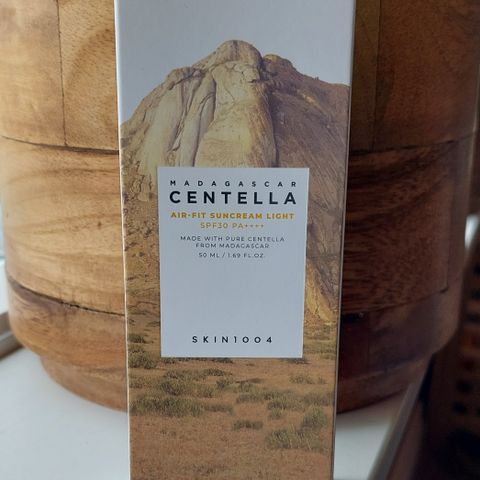 MADAGASCAR
CENTELLA
AIR-FIT SUNCREAM LIGHT
SPF30 PA++++
MADE WITH PURE CENTELLA
FROM MADAGASCAR
50 ML / 1.69 FL.OZ.
SKIN1004